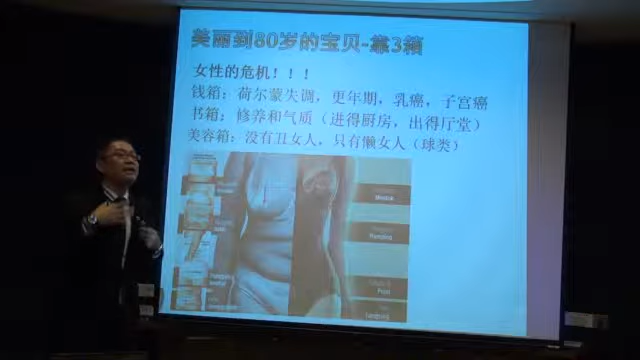 美丽到80岁的宝贝-靠3箱
女性的危机！！！
钱箱：荷尔蒙失调，更年期，乳癌，子宫癌
书箱：修养和气质（进得厨房，出得厅堂）
美容箱：没有丑女人，只有懒女人（球类）